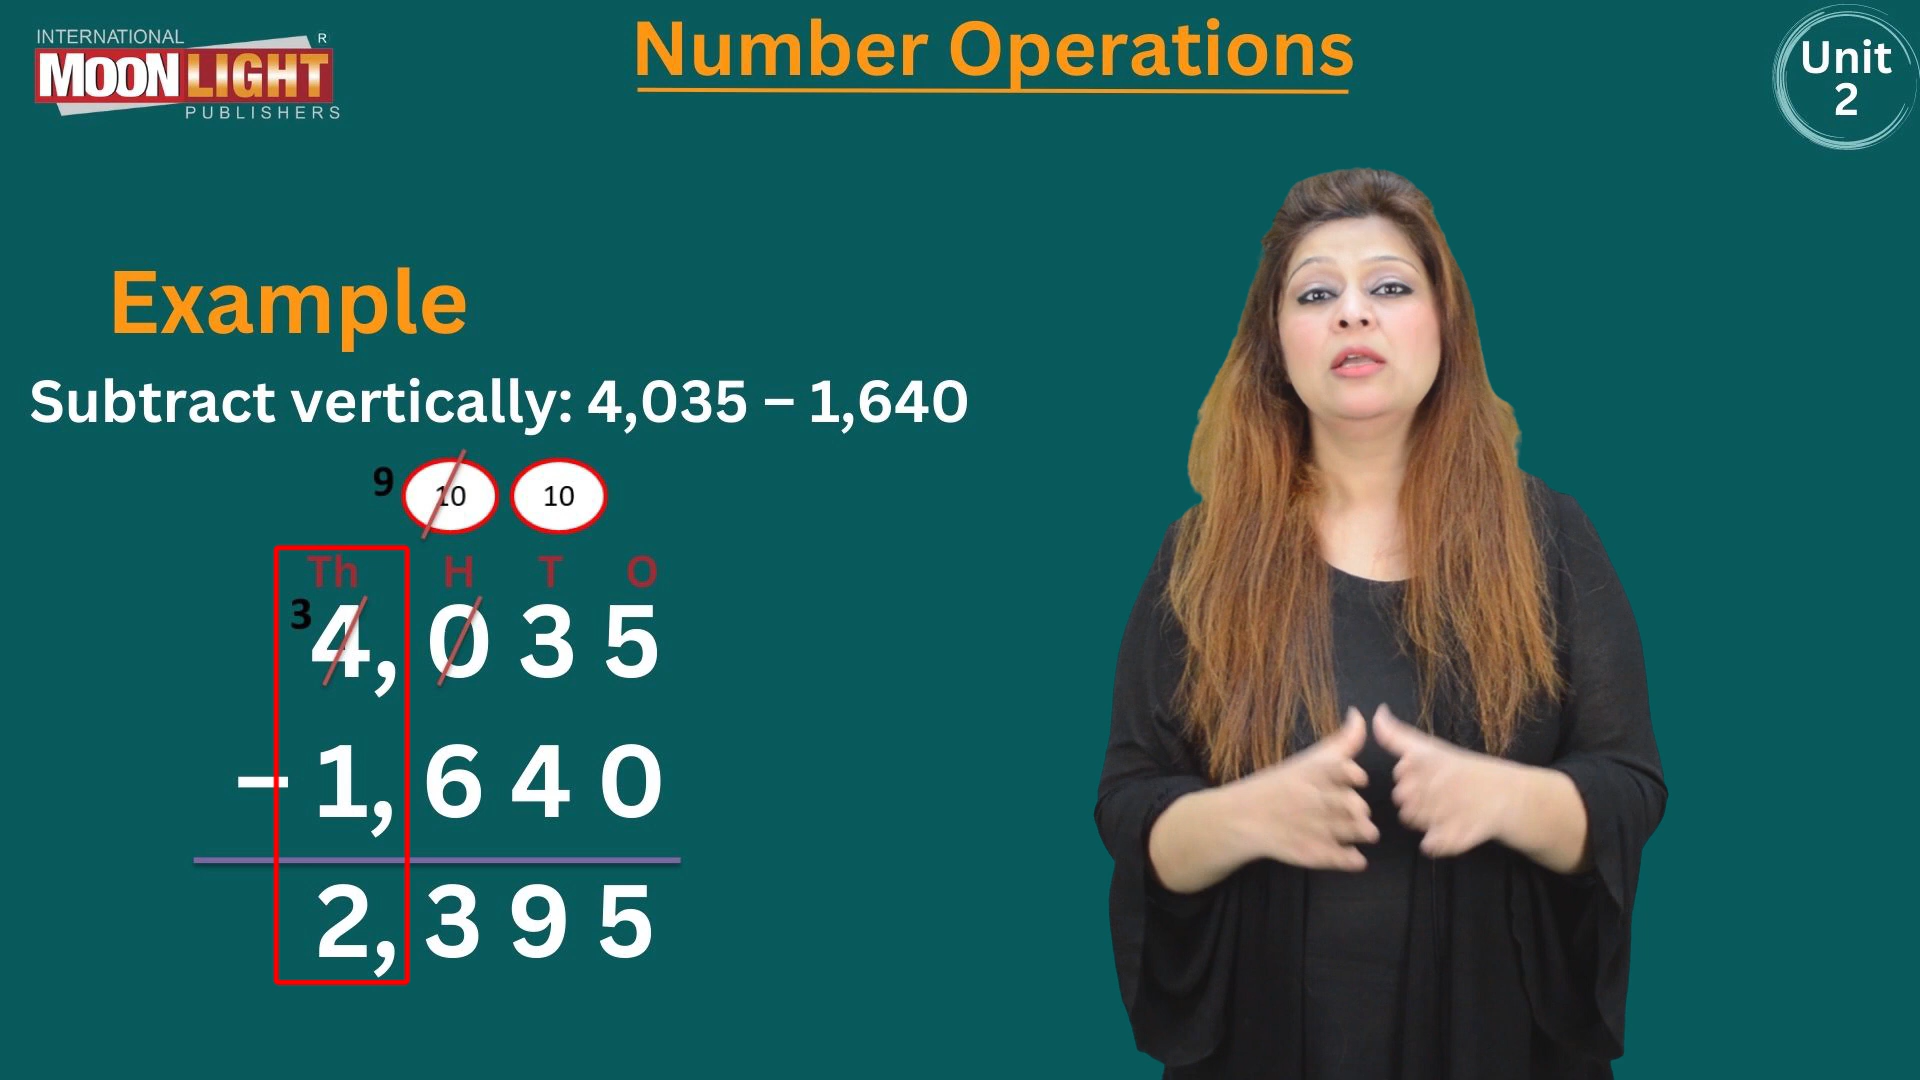 INTERNATIONAL R
MOONLIGHT
PUBLISHERS
Number Operations
Unit
2
Example
Subtract vertically: 4,035 – 1,640
9 10 10
Th H T O
3 4, 0 3 5
– 1, 6 4 0
2, 3 9 5